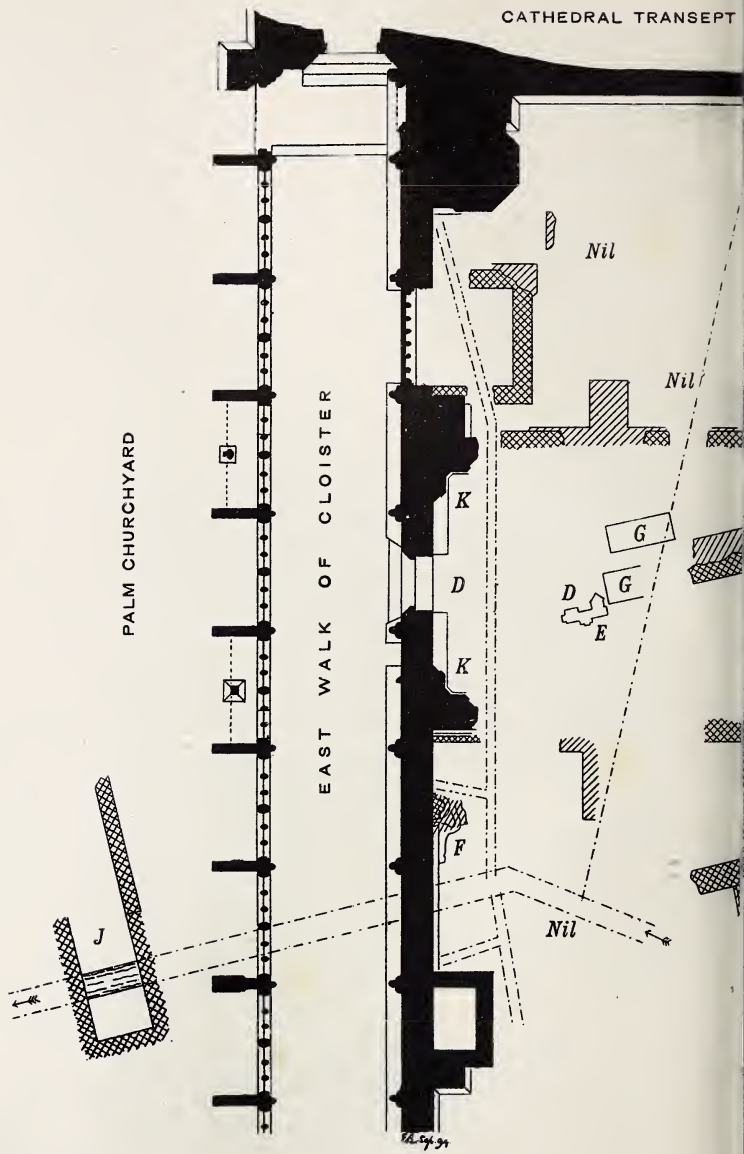 CATHEDRAL TRANSEPT
Nil
Nil
PALM CHURCHYARD
EAST WALK OF CLOISTER
K
G
D
D
G
E
K
F
J
Nil